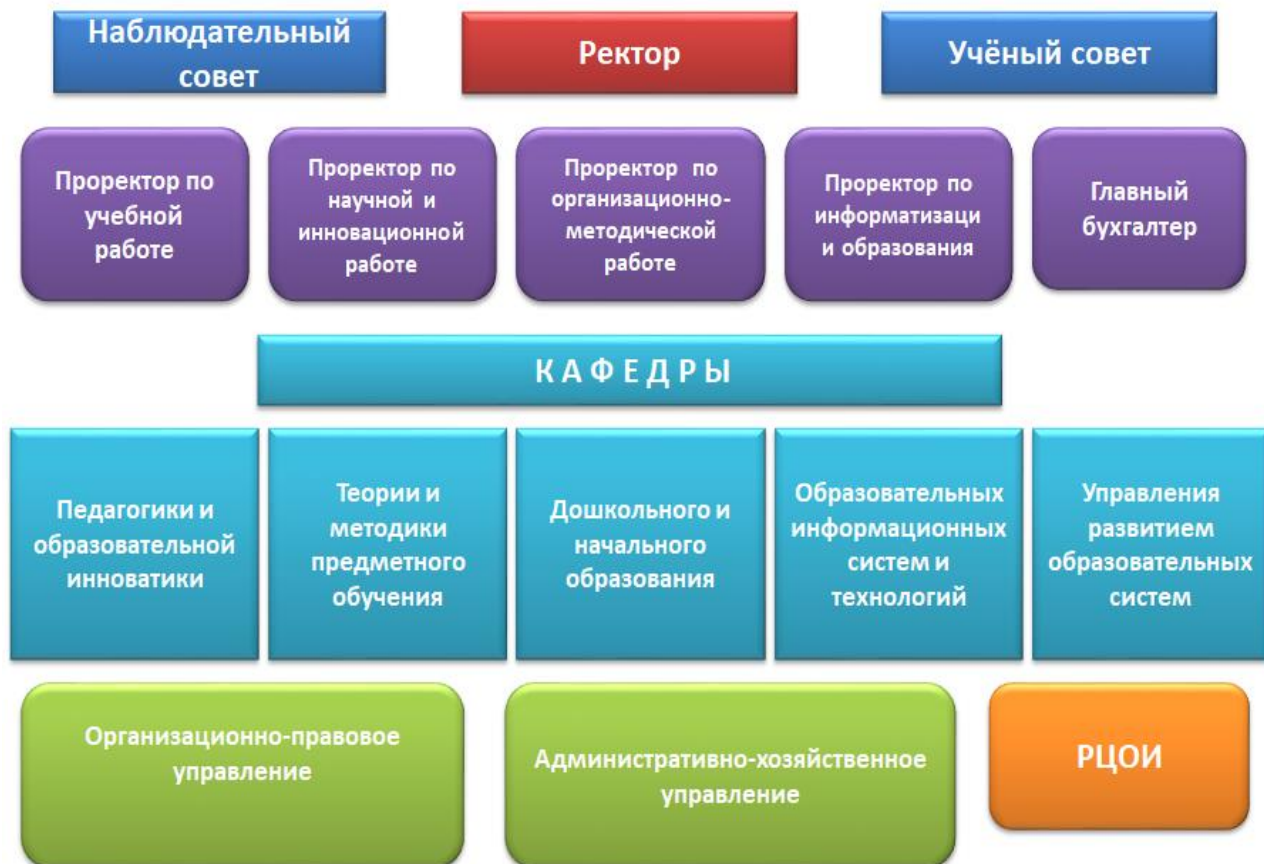 Наблюдательный
совет
Ректор
Учёный совет
Проректор по
учебной
работе
Проректор по
научной и
инновационной
работе
Проректор по
организационно-
методической
работе
Проректор по
информатизаци
и образования
Главный
бухгалтер
К А Ф Е Д Р Ы
Педагогики и
образовательной
инноватики
Теории и
методики
предметного
обучения
Дошкольного и
начального
образования
Образовательных
информационных
систем и
технологий
Управления
развитием
образовательных
систем
Организационно-правовое
управление
Административно-хозяйственное
управление
РЦОИ